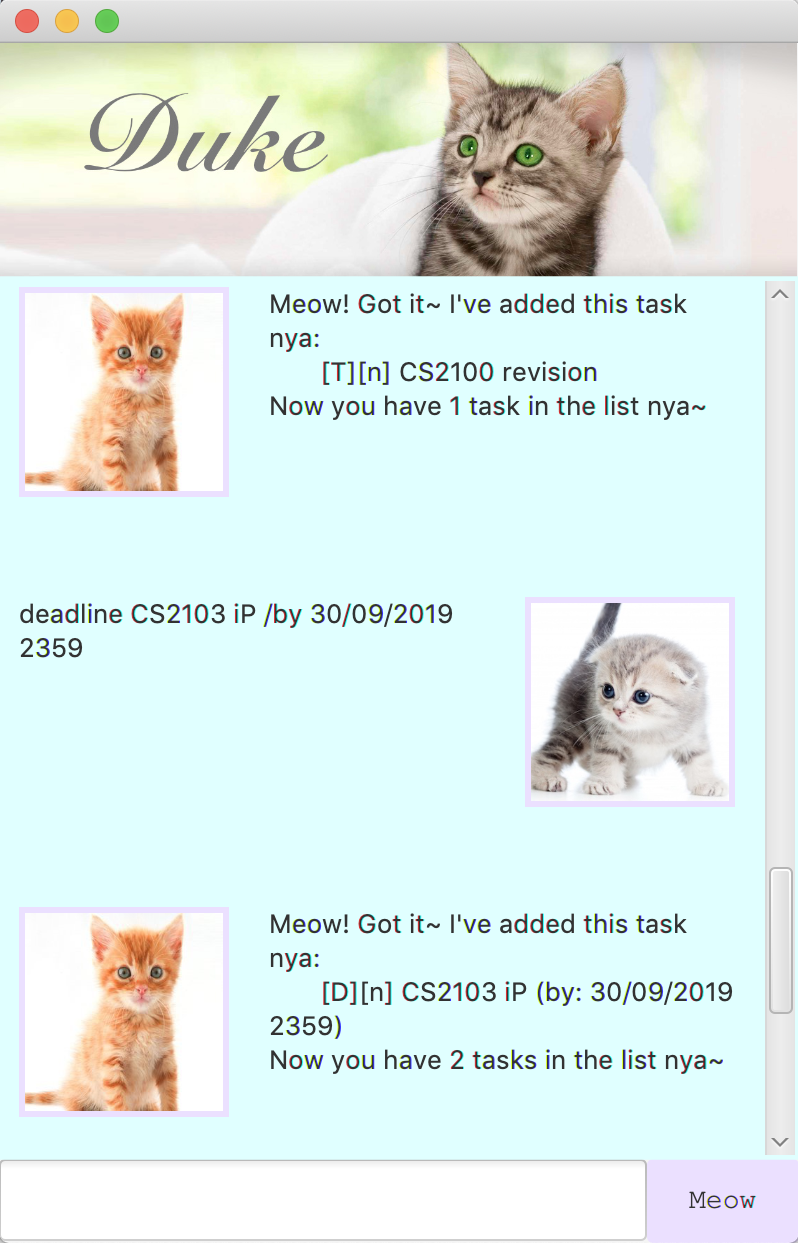 Duke
Meow! Got it~ I've added this task
nya:
[T][n] CS2100 revision
Now you have 1 task in the list nya~
deadline CS2103 iP /by 30/09/2019
2359
Meow! Got it~ I've added this task
nya:
[D][n] CS2103 iP (by: 30/09/2019
2359)
Now you have 2 tasks in the list nya~
Meow